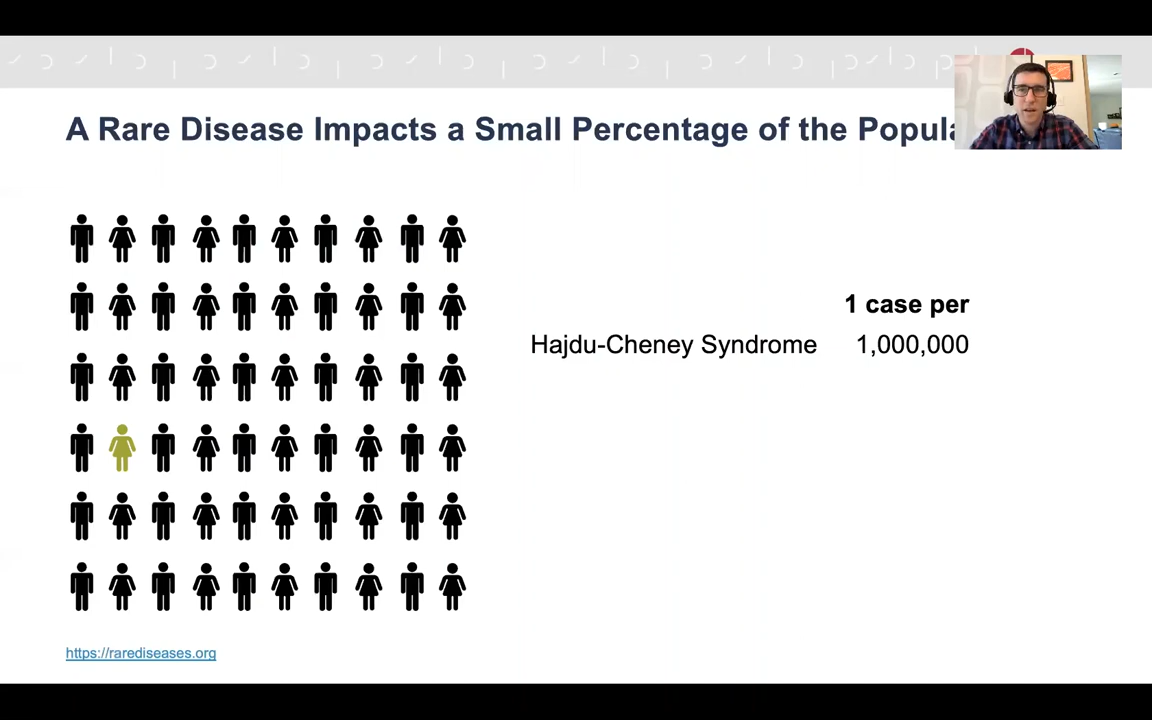 A Rare Disease Impacts a Small Percentage of the Popula
1 case per
Hajdu-Cheney Syndrome 1,000,000
https://rarediseases.org